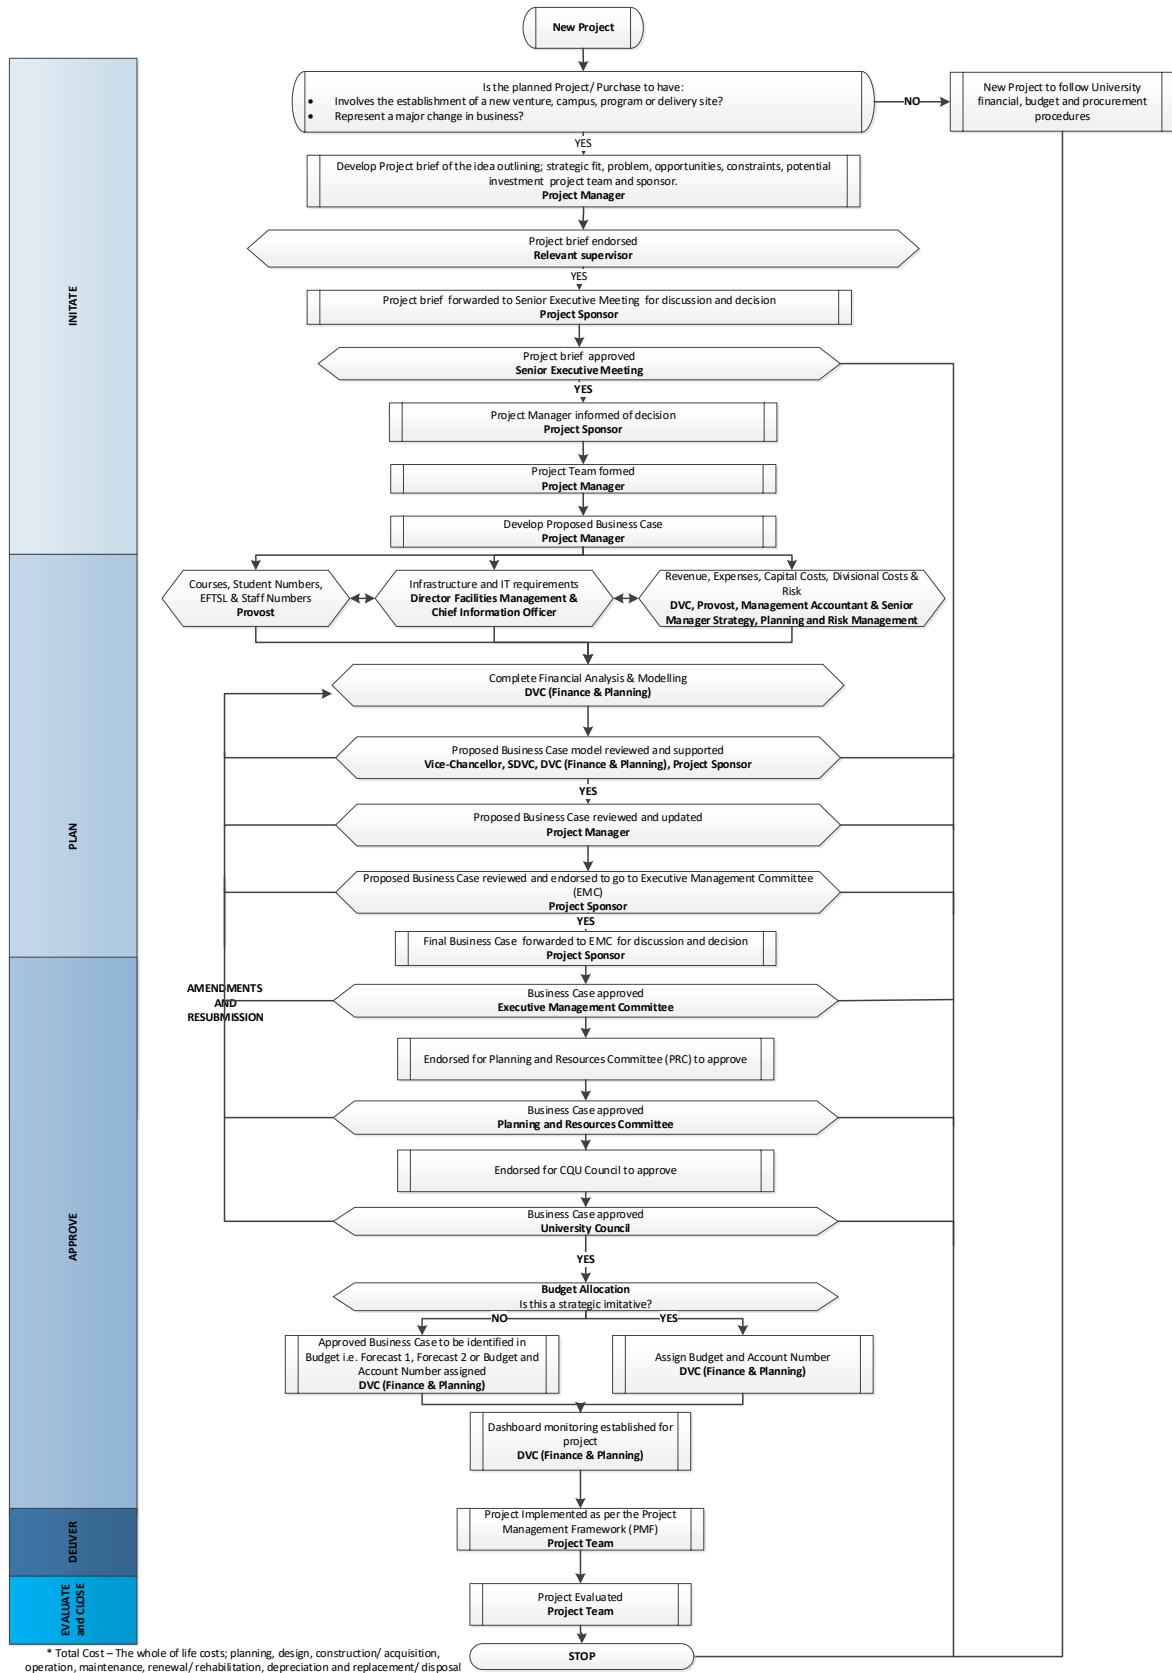 New Project
Is the planned Project/ Purchase to have:
• Involves the establishment of a new venture, campus, program or delivery site?
• Represent a major change in business?
NO
New Project to follow University
financial, budget and procurement
procedures
YES
Develop Project brief of the idea outlining; strategic fit, problem, opportunities, constraints, potential
investment project team and sponsor.
Project Manager
Project brief endorsed
Relevant supervisor
YES
Project brief forwarded to Senior Executive Meeting for discussion and decision
Project Sponsor
INITATE
Project brief approved
Senior Executive Meeting
YES
Project Manager informed of decision
Project Sponsor
Project Team formed
Project Manager
Develop Proposed Business Case
Project Manager
Courses, Student Numbers,
EFTSL & Staff Numbers
Provost
Infrastructure and IT requirements
Director Facilities Management &
Chief Information Officer
Revenue, Expenses, Capital Costs, Divisional Costs &
Risk
DVC, Provost, Management Accountant & Senior
Manager Strategy, Planning and Risk Management
Complete Financial Analysis & Modelling
DVC (Finance & Planning)
Proposed Business Case model reviewed and supported
Vice-Chancellor, SDVC, DVC (Finance & Planning), Project Sponsor
YES
PLAN
Proposed Business Case reviewed and updated
Project Manager
Proposed Business Case reviewed and endorsed to go to Executive Management Committee
(EMC)
Project Sponsor
YES
Final Business Case forwarded to EMC for discussion and decision
Project Sponsor
AMENDMENTS
AND
RESUBMISSION
Business Case approved
Executive Management Committee
Endorsed for Planning and Resources Committee (PRC) to approve
Business Case approved
Planning and Resources Committee
Endorsed for CQU Council to approve
APPROVE
Business Case approved
University Council
YES
Budget Allocation
Is this a strategic imitative?
NO
YES
Approved Business Case to be identified in
Budget i.e. Forecast 1, Forecast 2 or Budget and
Account Number assigned
DVC (Finance & Planning)
Assign Budget and Account Number
DVC (Finance & Planning)
Dashboard monitoring established for
project
DVC (Finance & Planning)
DELIVER
Project Implemented as per the Project
Management Framework (PMF)
Project Team
EVALUATE
and CLOSE
Project Evaluated
Project Team
STOP
* Total Cost – The whole of life costs; planning, design, construction/ acquisition,
operation, maintenance, renewal/ rehabilitation, depreciation and replacement/ disposal